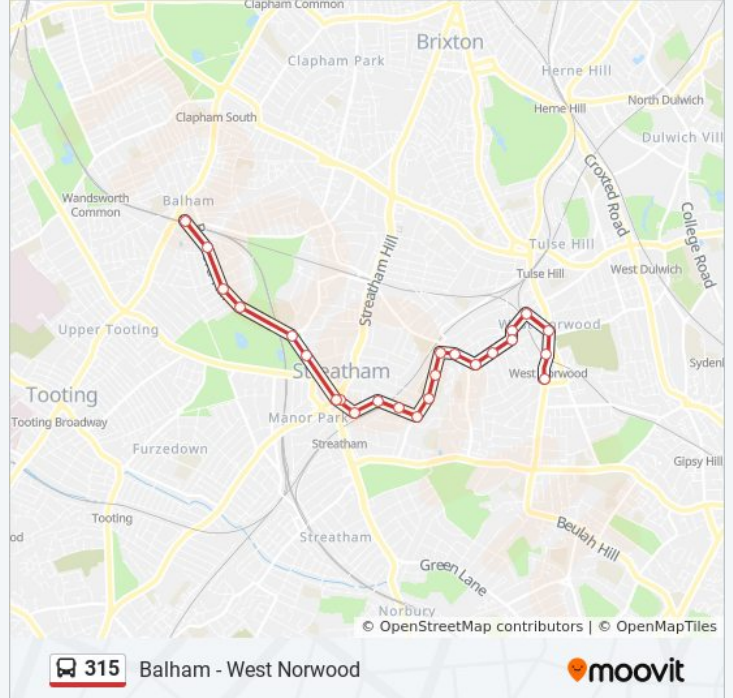 Clapham Common
Brixton
Clapham Park
Herne Hill
North Dulwich
Herne Hill
Clapham South
Dulwich Vill
Croxted Road
Wandsworth
Common
Balham
College Road
Tulse Hill
Streatham Hill
Tulse Hill
West Dulwich
Upper Tooting
Streatham
West Norwood
Syden
Tooting
Manor Park
Tooting Broadway
Streatham
Furzedown
Gipsy Hill
Tooting
Beulah Hill
od
Streatham
Green Lane
Norbury
© OpenStreetMap contributors | © OpenMapTiles
315 Balham - West Norwood
moovit